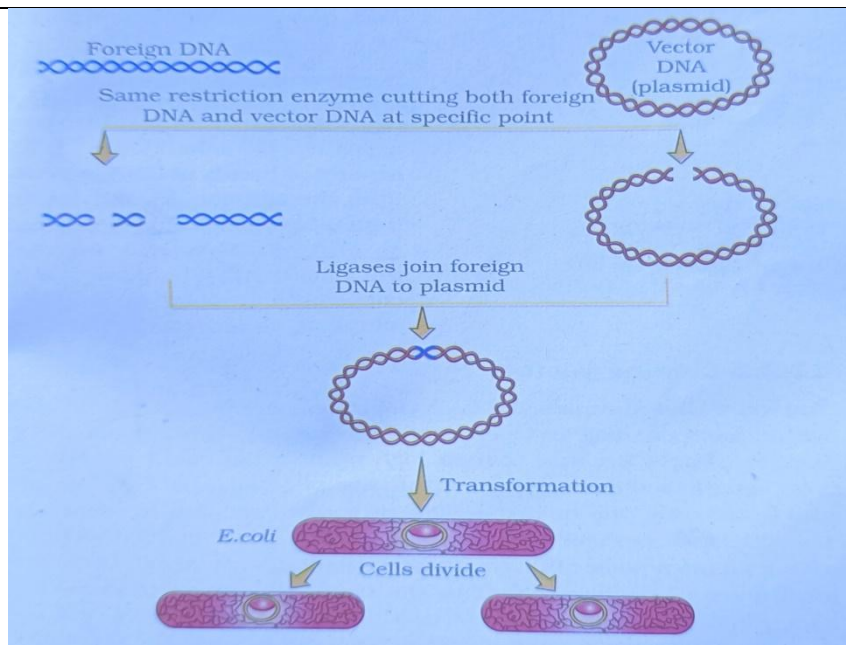 Foreign DNA
Vector
DNA
(plasmid)
Same restriction enzyme cutting both foreign
DNA and vector DNA at specific point
Ligases join foreign
DNA to plasmid
Transformation
E.coli
Cells divide